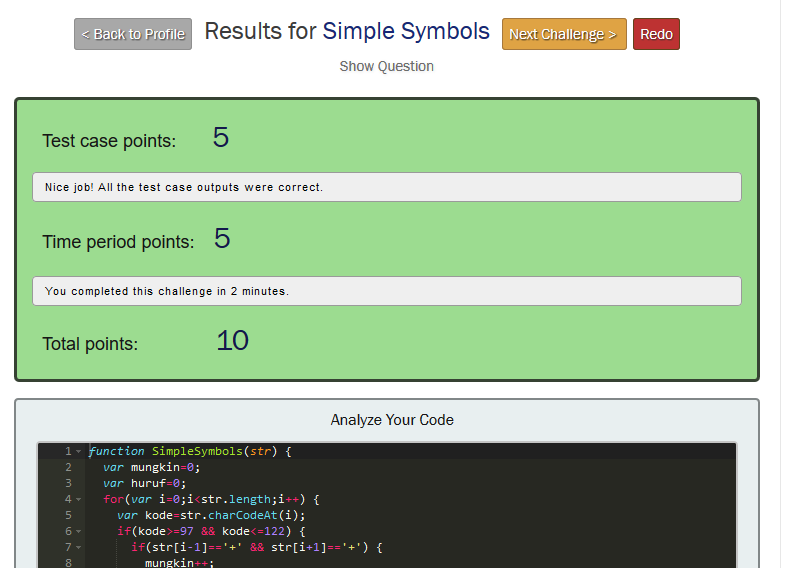 < Back to Profile Results for Simple Symbols Next Challenge > Redo
Show Question
Test case points: 5
Nice job! All the test case outputs were correct.
Time period points: 5
You completed this challenge in 2 minutes.
Total points: 10
Analyze Your Code
1 function SimpleSymbols(str) {
2 var mungkin=0;
3 var huruf=0;
4 for(var i=0;i<str.length;i++) {
5 var kode=str.charCodeAt(i);
6 if(kode>=97 && kode<=122) {
7 if(str[i-1]=='+' && str[i+1]=='+') {
8 mungkin++;